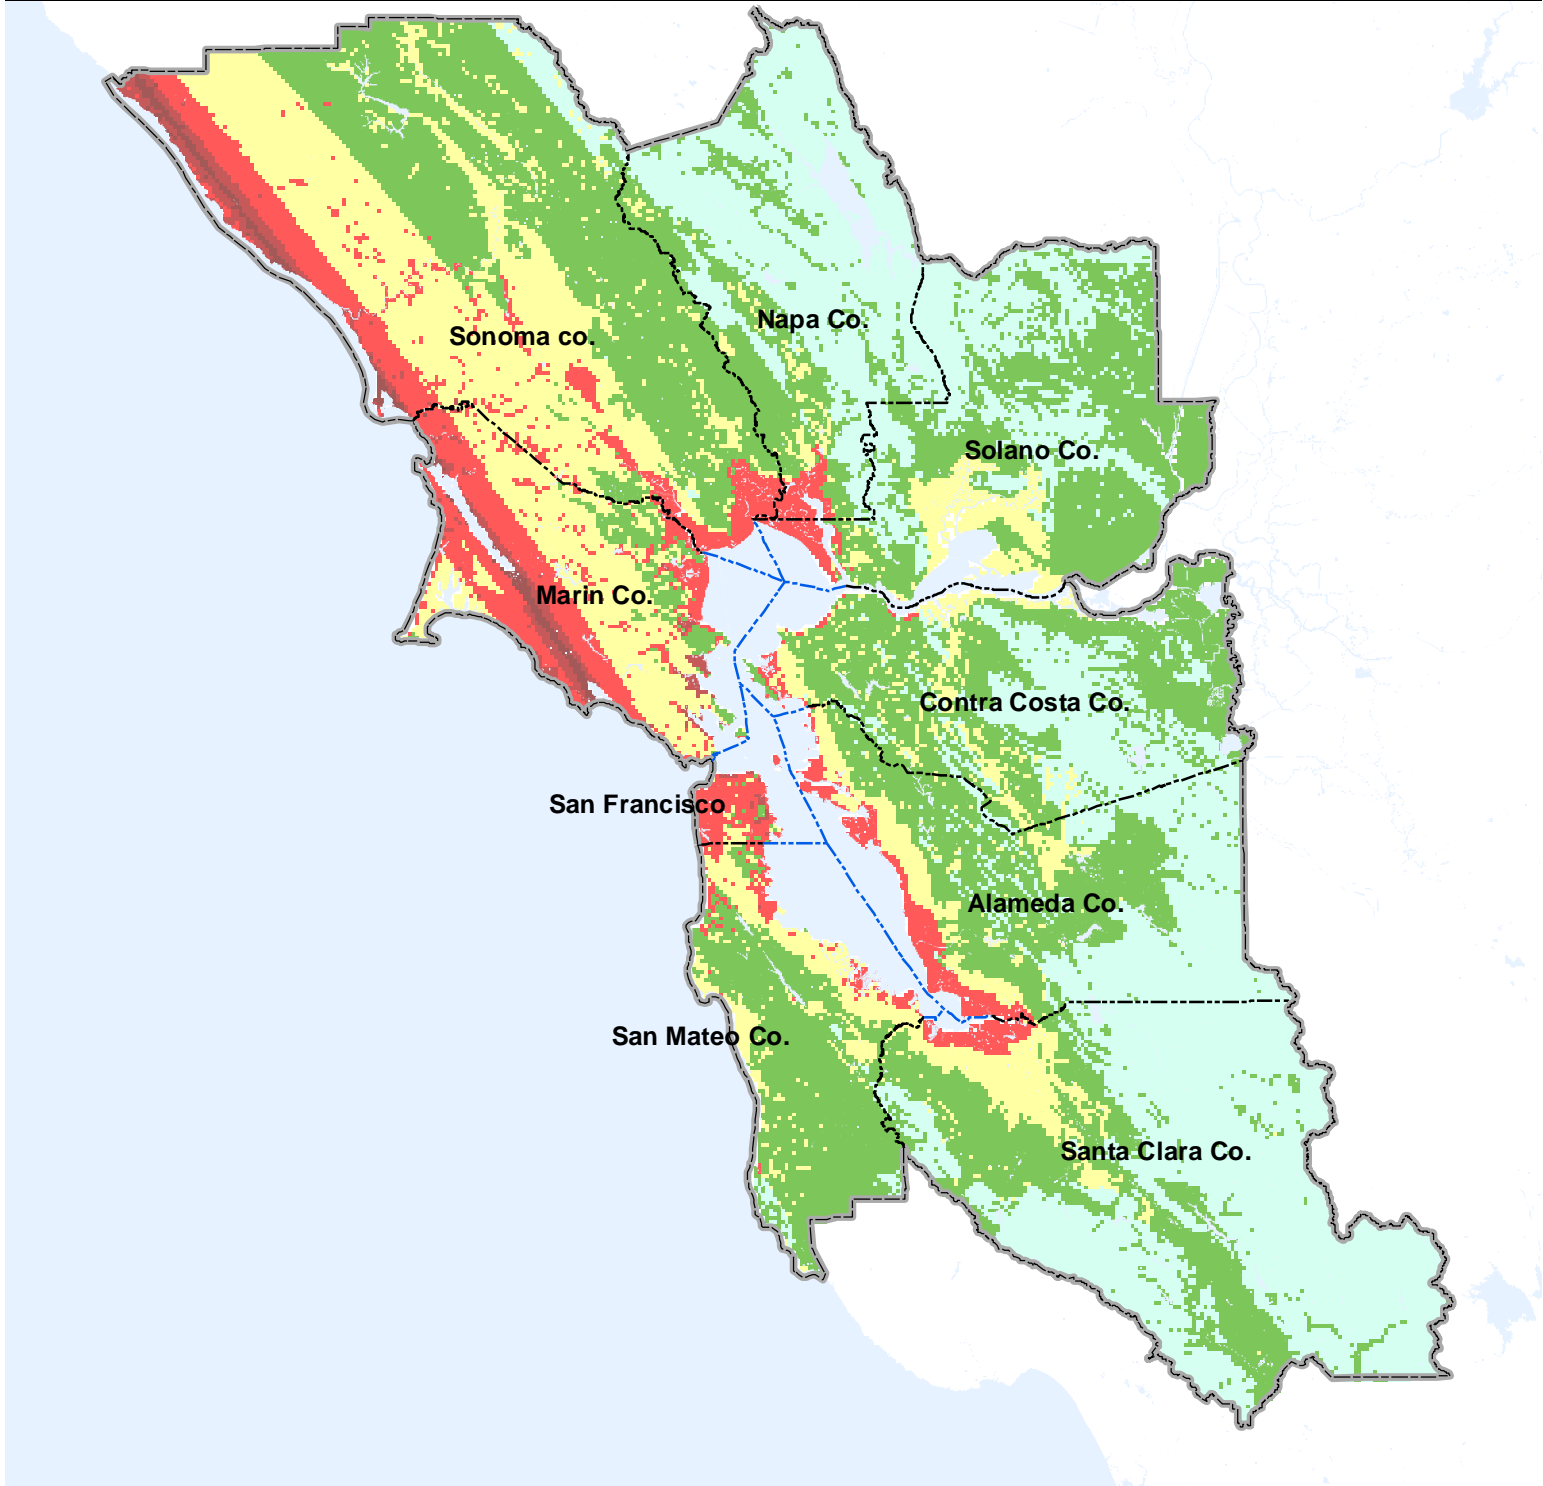 Napa Co.
Sonoma co.
Solano Co.
Marin Co.
Contra Costa Co.
San Francisco
Alameda Co.
San Mateo Co.
Santa Clara Co.